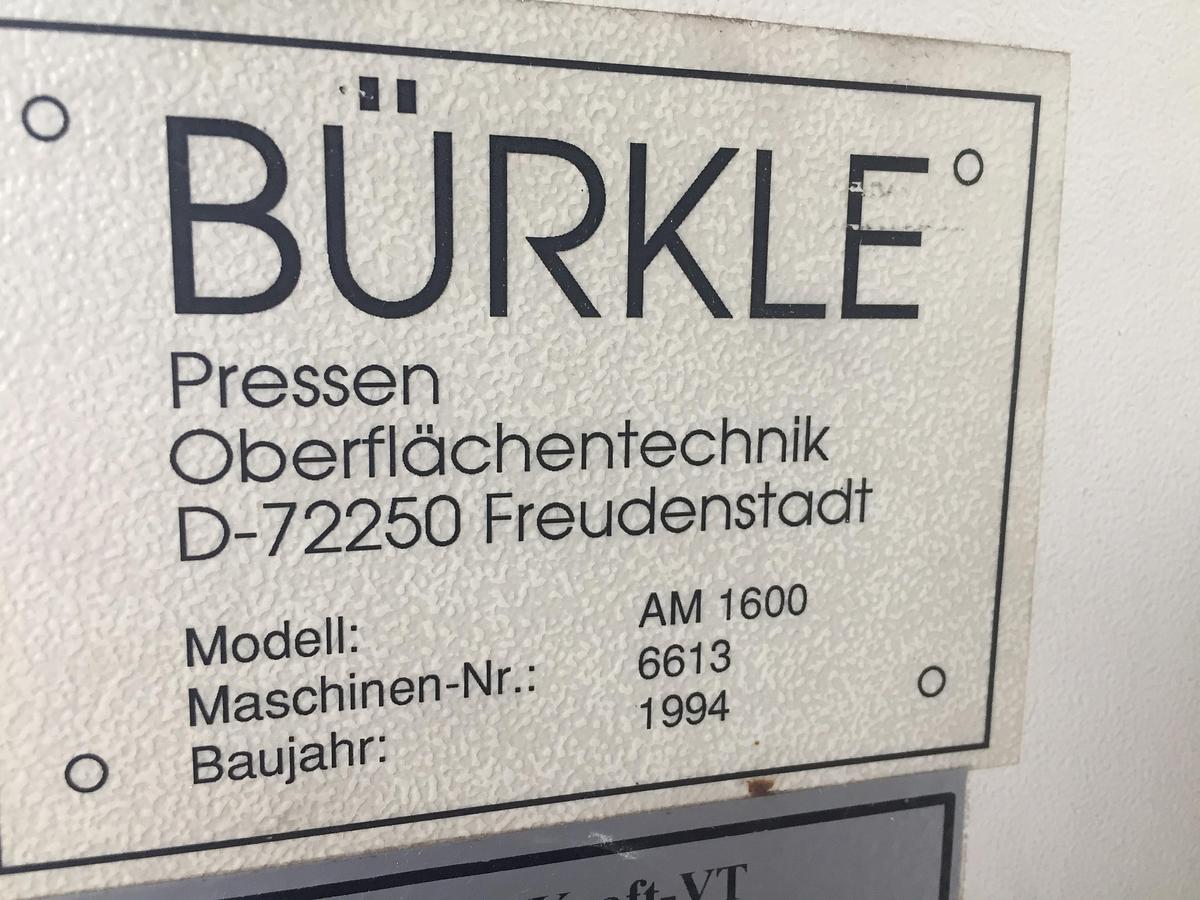 BÜRKLE
Pressen
Oberflächentechnik
D-72250 Freudenstadt
Modell: AM 1600
Maschinen-Nr.: 6613
Baujahr: 1994